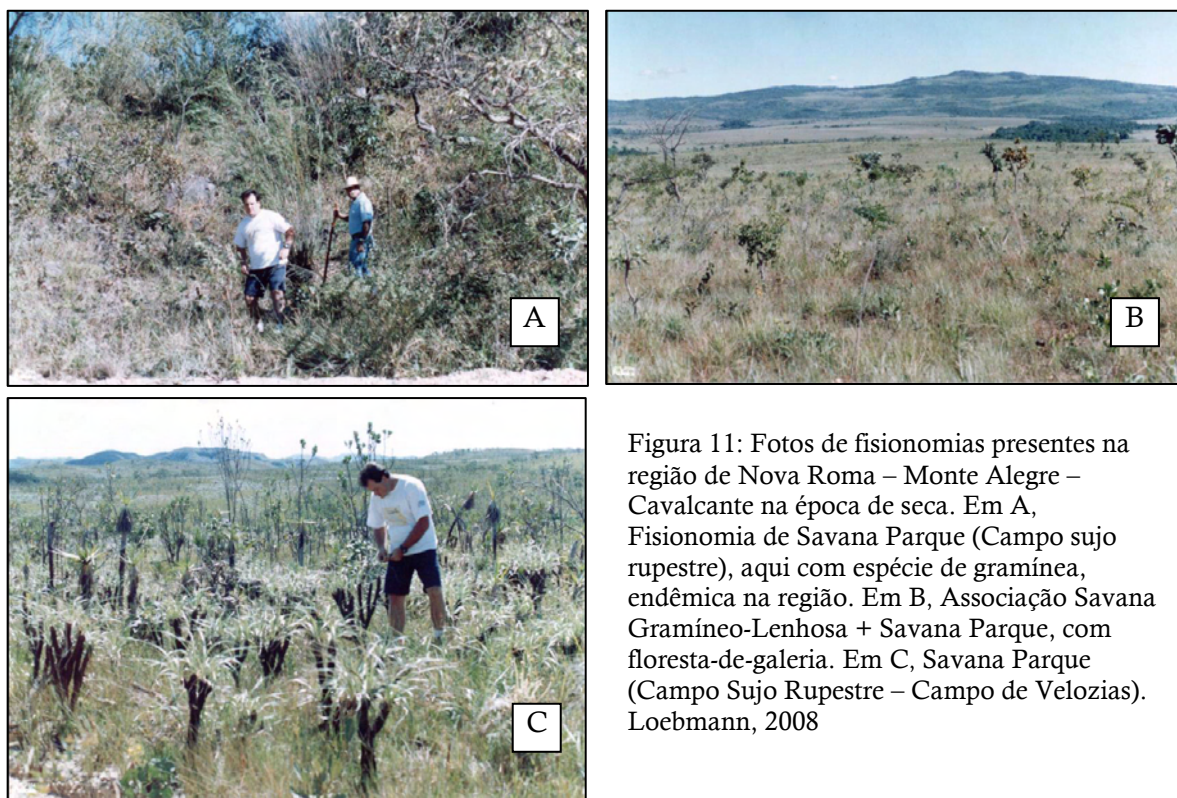 A
B
C
Figura 11: Fotos de fisionomias presentes na
região de Nova Roma – Monte Alegre –
Cavalcante na época de seca. Em A,
Fisionomia de Savana Parque (Campo sujo
rupestre), aqui com espécie de gramínea,
endêmica na região. Em B, Associação Savana
Gramíneo-Lenhosa + Savana Parque, com
floresta-de-galeria. Em C, Savana Parque
(Campo Sujo Rupestre – Campo de Velozias).
Loebmann, 2008